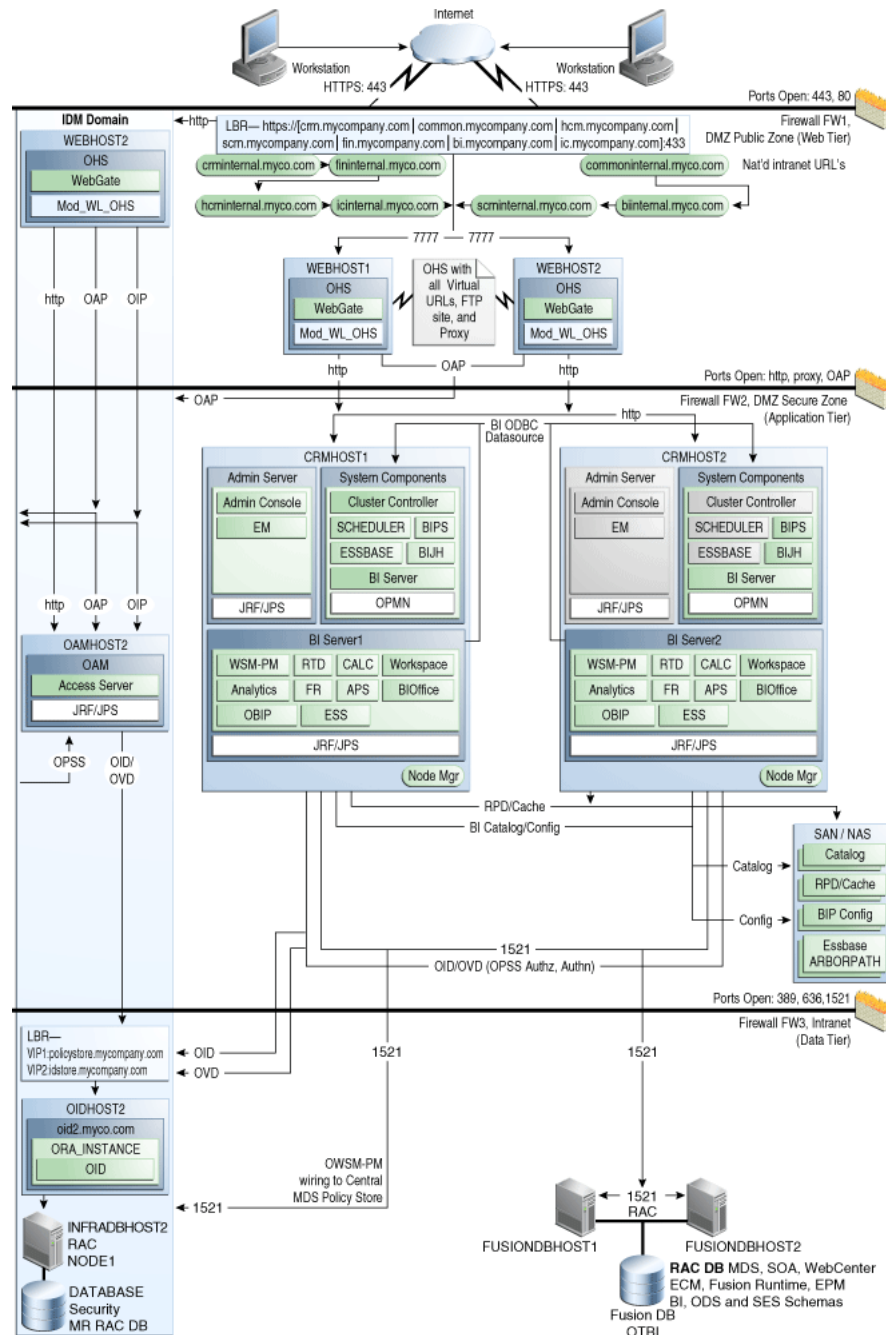 Internet
Workstation
Workstation
HTTPS: 443
HTTPS: 443
Ports Open: 443, 80
Firewall FW1,
DMZ Public Zone (Web Tier)
IDM Domain
http
LBR— https://[crm.mycompany.com | common.mycompany.com | hcm.mycompany.com |
scm.mycompany.com | fin.mycompany.com | bi.mycompany.com | ic.mycompany.com]:433
WEBHOST2
OHS
WebGate
Mod_WL_OHS
crminternal.myco.com
fininternal.myco.com
commoninternal.myco.com
Nat'd intranet URL's
hcminternal.myco.com
icinternal.myco.com
scminternal.myco.com
biinternal.myco.com
7777
7777
WEBHOST1
OHS
WebGate
Mod_WL_OHS
OHS with
all Virtual
URLs, FTP
site, and
Proxy
WEBHOST2
OHS
WebGate
Mod_WL_OHS
http
OAP
OIP
http
OAP
http
Ports Open: http, proxy, OAP
OAP
Firewall FW2, DMZ Secure Zone
(Application Tier)
http
BI ODBC
Datasource
CRMHOST1
Admin Server
Admin Console
EM
JRF/JPS
System Components
Cluster Controller
SCHEDULER
BIPS
ESSBASE
BIJH
BI Server
OPMN
BI Server1
WSM-PM
RTD
CALC
Workspace
Analytics
FR
APS
BIOffice
OBIP
ESS
JRF/JPS
Node Mgr
CRMHOST2
Admin Server
Admin Console
EM
JRF/JPS
System Components
Cluster Controller
SCHEDULER
BIPS
ESSBASE
BIJH
BI Server
OPMN
BI Server2
WSM-PM
RTD
CALC
Workspace
Analytics
FR
APS
BIOffice
OBIP
ESS
JRF/JPS
Node Mgr
http
OAP
OIP
OAMHOST2
OAM
Access Server
JRF/JPS
OPSS
OID/
OVD
RPD/Cache
BI Catalog/Config
SAN / NAS
Catalog
RPD/Cache
BIP Config
Essbase
ARBORPATH
Catalog
Config
1521
OID/OVD (OPSS Authz, Authn)
Ports Open: 389, 636,1521
Firewall FW3, Intranet
(Data Tier)
LBR—
VIP1:policystore.mycompany.com
VIP2:idstore.mycompany.com
OID
OVD
1521
1521
OIDHOST2
oid2.myco.com
ORA_INSTANCE
OID
OWSM-PM
wiring to Central
MDS Policy Store
1521
INFRADBHOST2
RAC
NODE1
DATABASE
Security
MR RAC DB
1521
RAC
FUSIONDBHOST1
FUSIONDBHOST2
RAC DB MDS, SOA, WebCenter
ECM, Fusion Runtime, EPM
BI, ODS and SES Schemas
Fusion DB
OTBI